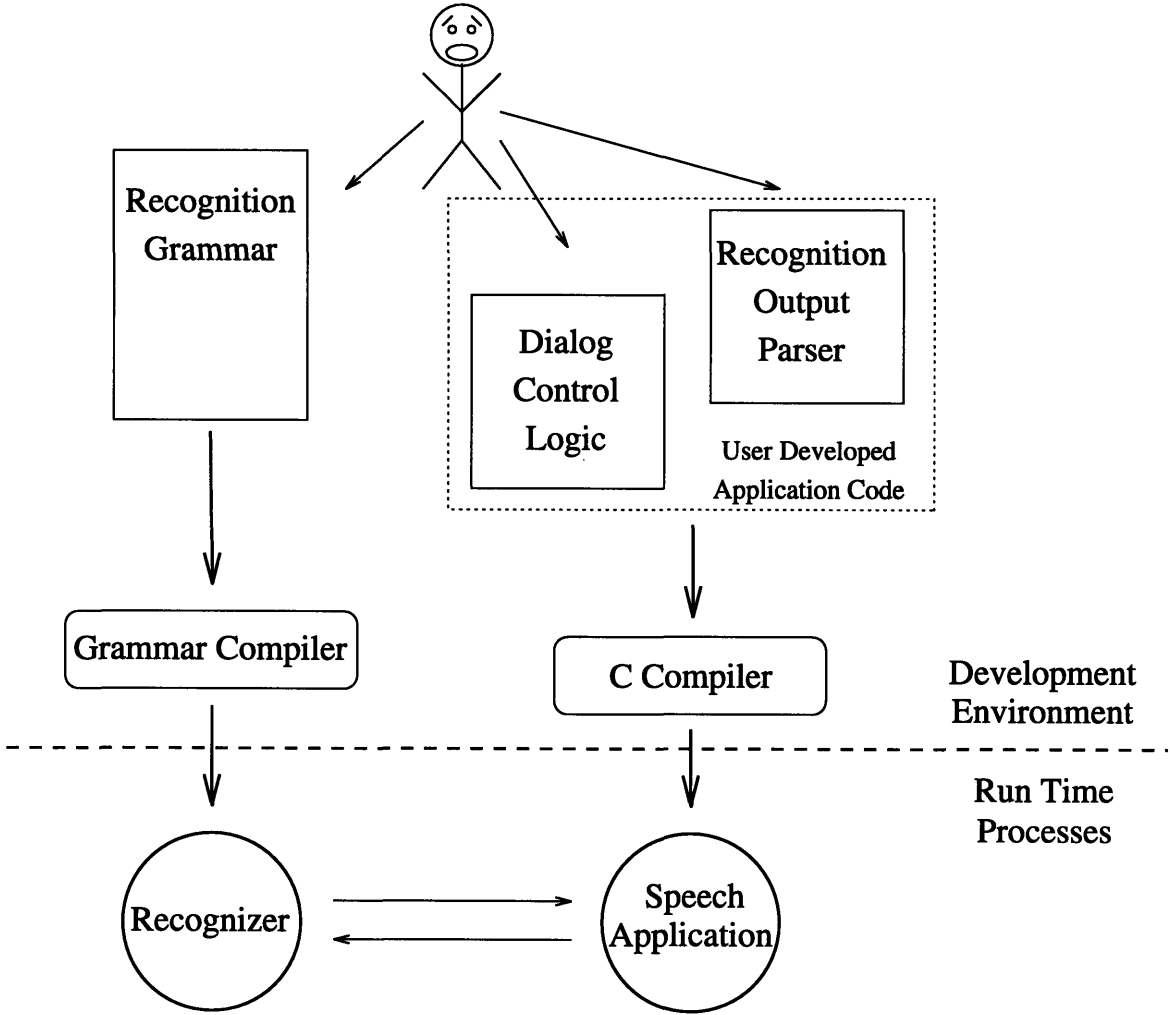 Recognition
Grammar
Recognition
Output
Parser
Dialog
Control
Logic
User Developed
Application Code
Grammar Compiler
C Compiler
Development
Environment
Run Time
Processes
Recognizer
Speech
Application